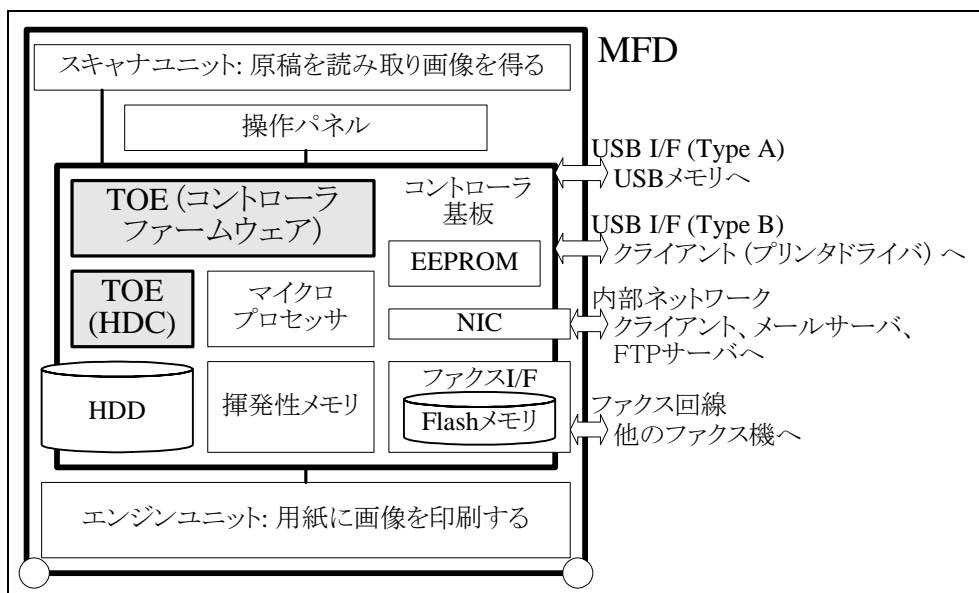 MFD
スキャナユニット: 原稿を読み取り画像を得る
操作パネル
USB I/F (Type A)
USBメモリへ
TOE (コントローラ
ファームウェア)
コントローラ
基板
USB I/F (Type B)
クライアント (プリンタドライバ) へ
EEPROM
TOE
(HDC)
マイクロ
プロセッサ
NIC
内部ネットワーク
クライアント、メールサーバ、
FTPサーバへ
HDD
揮発性メモリ
ファクスI/F
Flashメモリ
ファクス回線
他のファクス機へ
エンジンユニット: 用紙に画像を印刷する